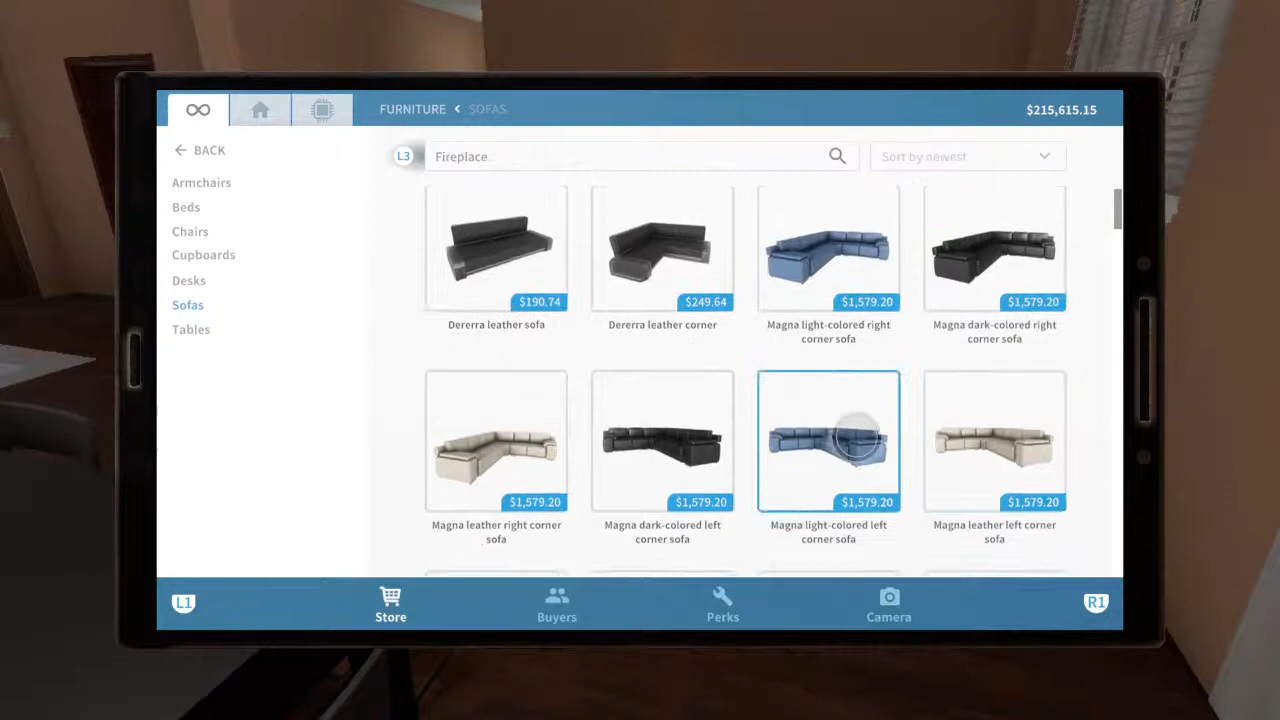 FURNITURE < SOFAS
$215,615.15
BACK
L3
Fireplace
Sort by newest
Armchairs
Beds
Chairs
Cupboards
Desks
Sofas
Tables
$190.74
$249.64
$1,579.20
$1,579.20
Dererra leather sofa
Dererra leather corner
Magna light-colored right
corner sofa
Magna dark-colored right
corner sofa
$1,579.20
$1,579.20
$1,579.20
$1,579.20
Magna leather right corner
sofa
Magna dark-colored left
corner sofa
Magna light-colored left
corner sofa
Magna leather left corner
sofa
L1
Store
Buyers
Perks
Camera
R1